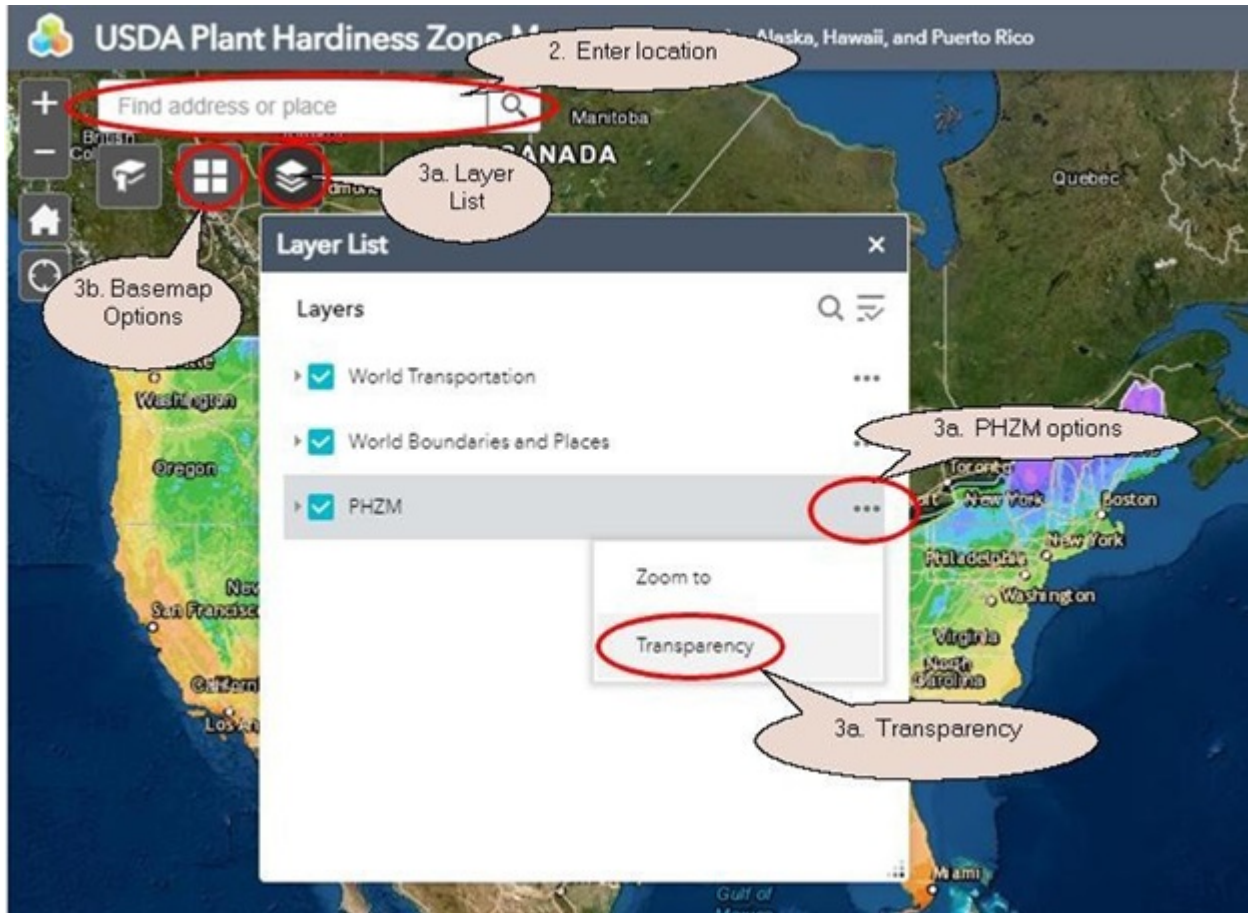 USDA Plant Hardiness Zone
Alaska, Hawaii, and Puerto Rico
2. Enter location
Find address or place
Manitoba
British
CANADA
Quebec
3a. Layer
List
3b. Basemap
Options
Layer List
Layers
World Transportation
World Boundaries and Places
PHZM
Zoom to
Transparency
3a. PHZM options
3a. Transparency
Washington
Oregon
San Francisco
Toronto
New York
Boston
New York
Philadelphia
Washington
Virginia
North
Carolina
Miami
Gulf of